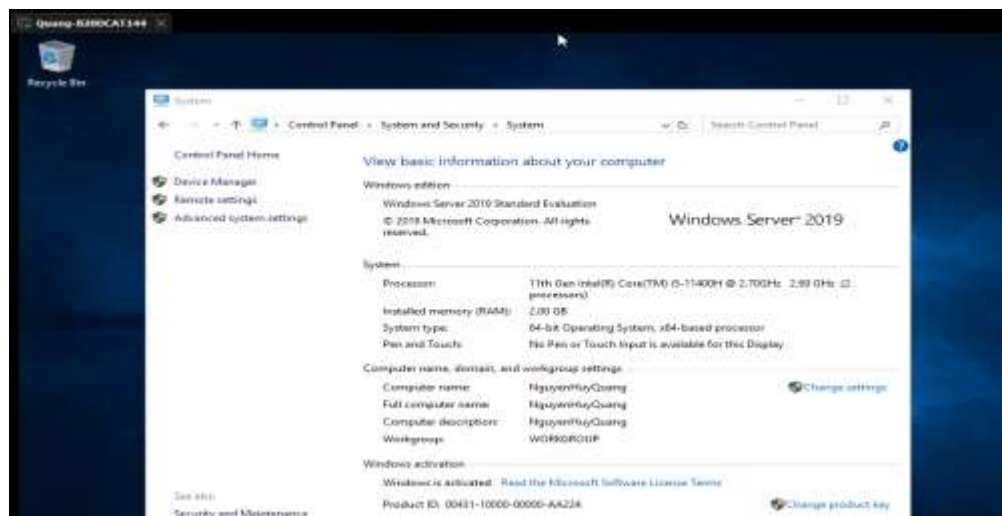 Quang-B20DCAT144
Recycle Bin
System
Control Panel System and Security System
Search Control Panel
Control Panel Home
Device Manager
Remote settings
Advanced system settings
View basic information about your computer
Windows edition
Windows Server 2019 Standard Evaluation
© 2018 Microsoft Corporation. All rights
reserved.
Windows Server® 2019
System
Processor: 11th Gen Intel(R) Core(TM) i5-11400H @ 2.70GHz 2.69 GHz (2
processors)
Installed memory (RAM): 2.00 GB
System type: 64-bit Operating System, x64-based processor
Pen and Touch: No Pen or Touch Input is available for this Display
Computer name, domain, and workgroup settings
Computer name: NguyenHuyQuang
Change settings
Full computer name: NguyenHuyQuang
Computer description: NguyenHuyQuang
Workgroup: WORKGROUP
Windows activation
Windows is activated Read the Microsoft Software License Terms
Product ID: 00431-10000-00000-AA224
Change product key
See also
Security and Maintenance